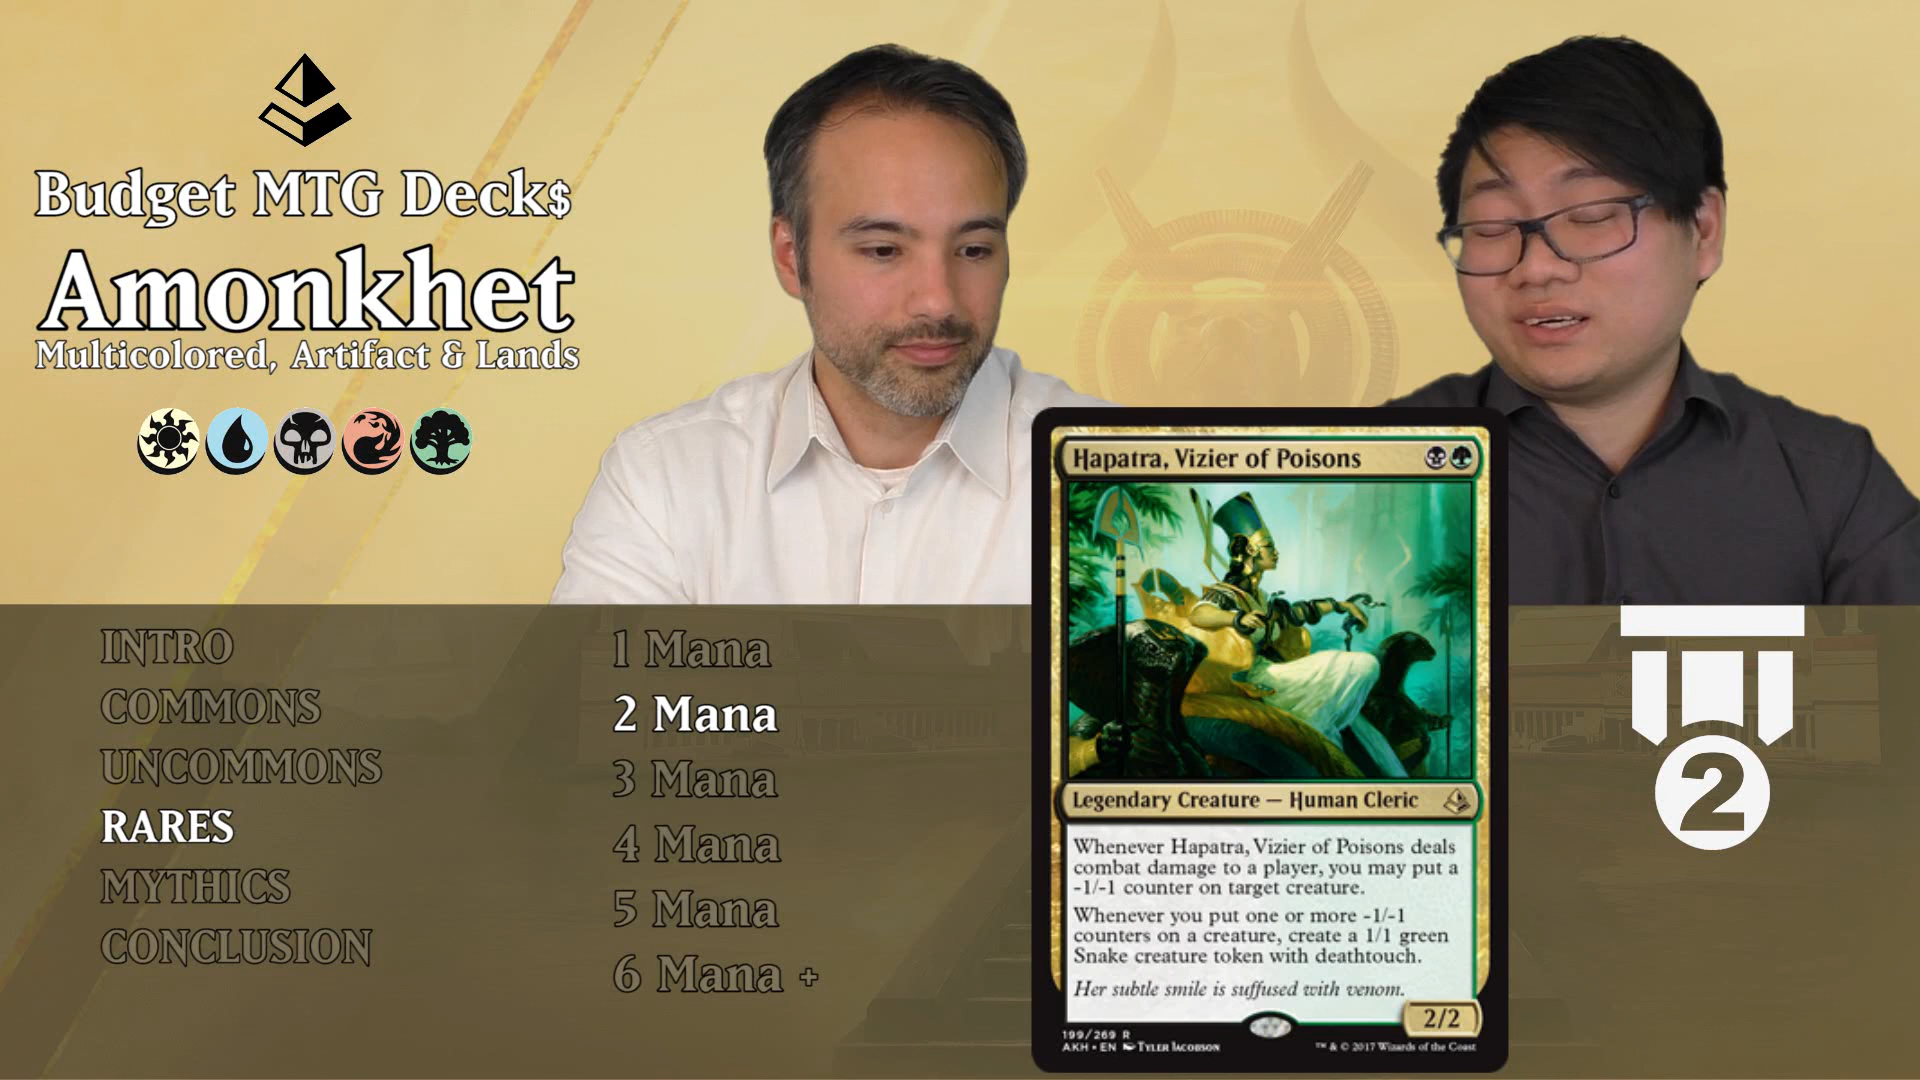 Budget MTG Deck$
Amonkhet
Multicolored, Artifact & Lands
INTRO
COMMONS
UNCOMMONS
RARES
MYTHICS
CONCLUSION
1 Mana
2 Mana
3 Mana
4 Mana
5 Mana
6 Mana +
Hapatra, Vizier of Poisons
Legendary Creature — Human Cleric
Whenever Hapatra, Vizier of Poisons deals
combat damage to a player, you may put a
-1/-1 counter on target creature.
Whenever you put one or more -1/-1
counters on a creature, create a 1/1 green
Snake creature token with deathtouch.
Her subtle smile is suffused with venom.
2/2
199/269 R
AKH • EN Tyler Jacobson
™ & © 2017 Wizards of the Coast
2